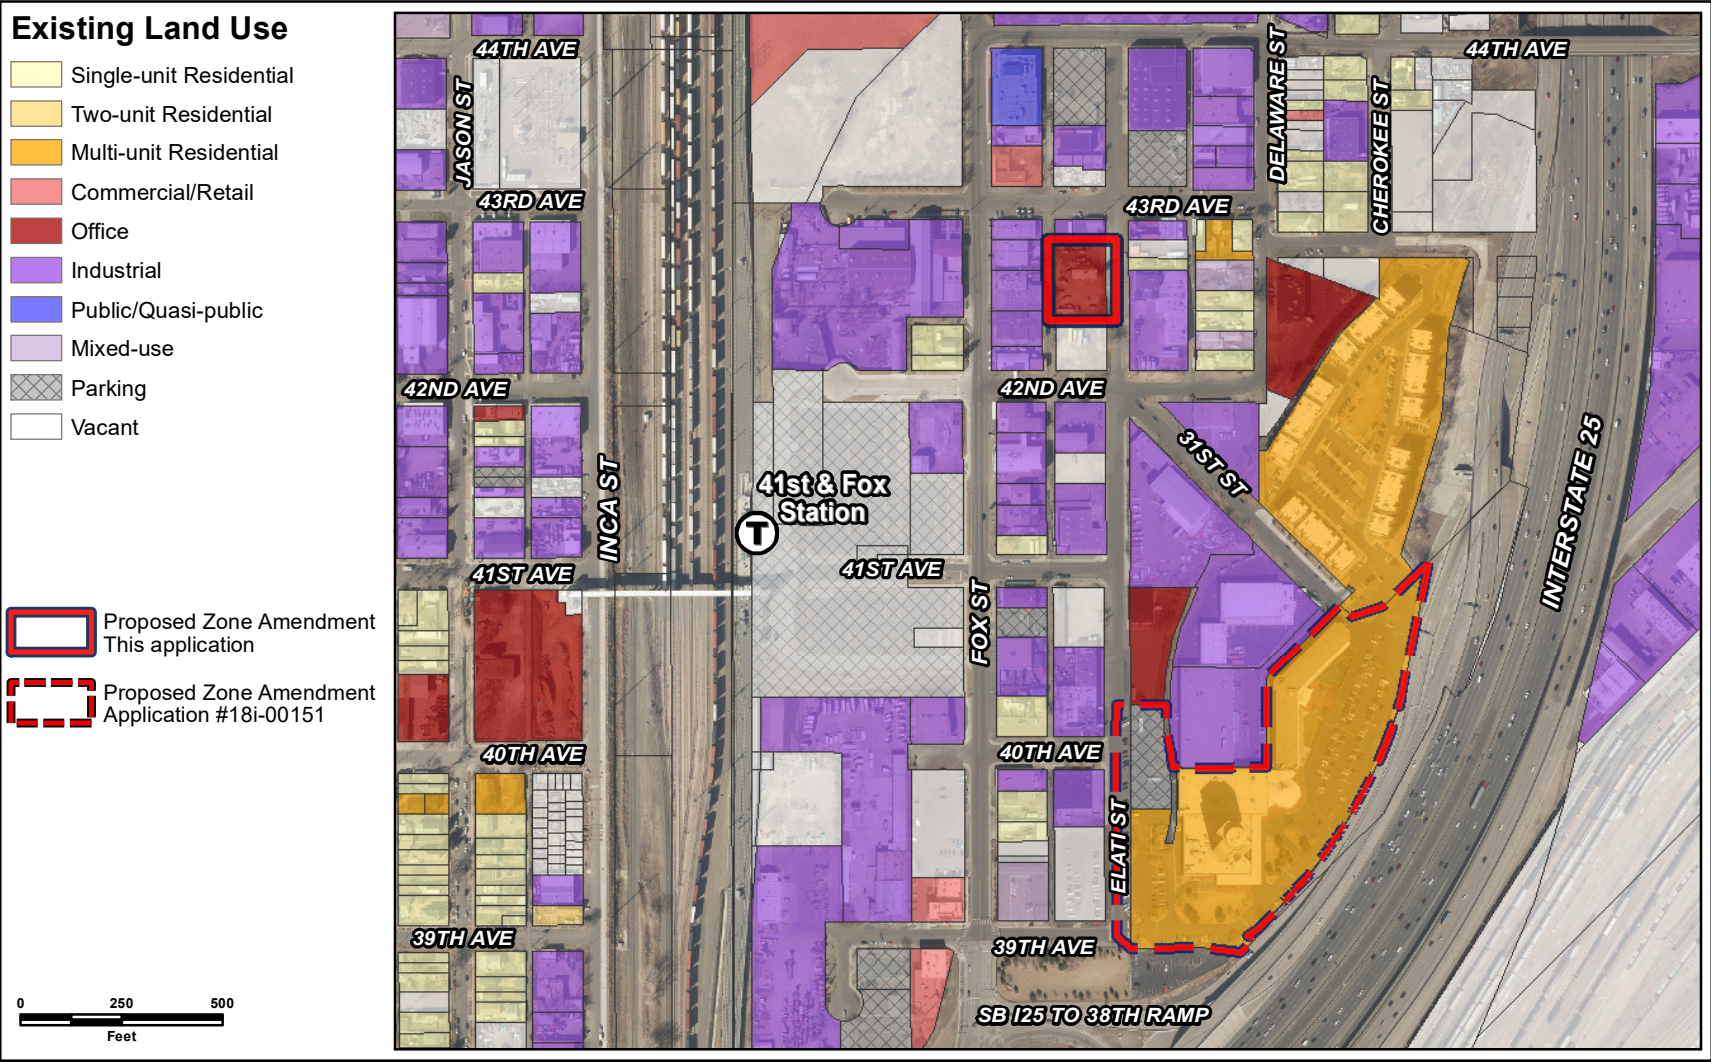 Existing Land Use
Single-unit Residential
Two-unit Residential
Multi-unit Residential
Commercial/Retail
Office
Industrial
Public/Quasi-public
Mixed-use
Parking
Vacant
Proposed Zone Amendment
This application
Proposed Zone Amendment
Application #18i-00151
0 250 500
Feet
44TH AVE
44TH AVE
JASON ST
DELAWARE ST
CHEROKEE ST
43RD AVE
43RD AVE
42ND AVE
42ND AVE
31ST ST
INTERSTATE 25
INCA ST
41st & Fox
Station
T
41ST AVE
41ST AVE
FOX ST
40TH AVE
40TH AVE
ELATI ST
39TH AVE
39TH AVE
SB I25 TO 38TH RAMP